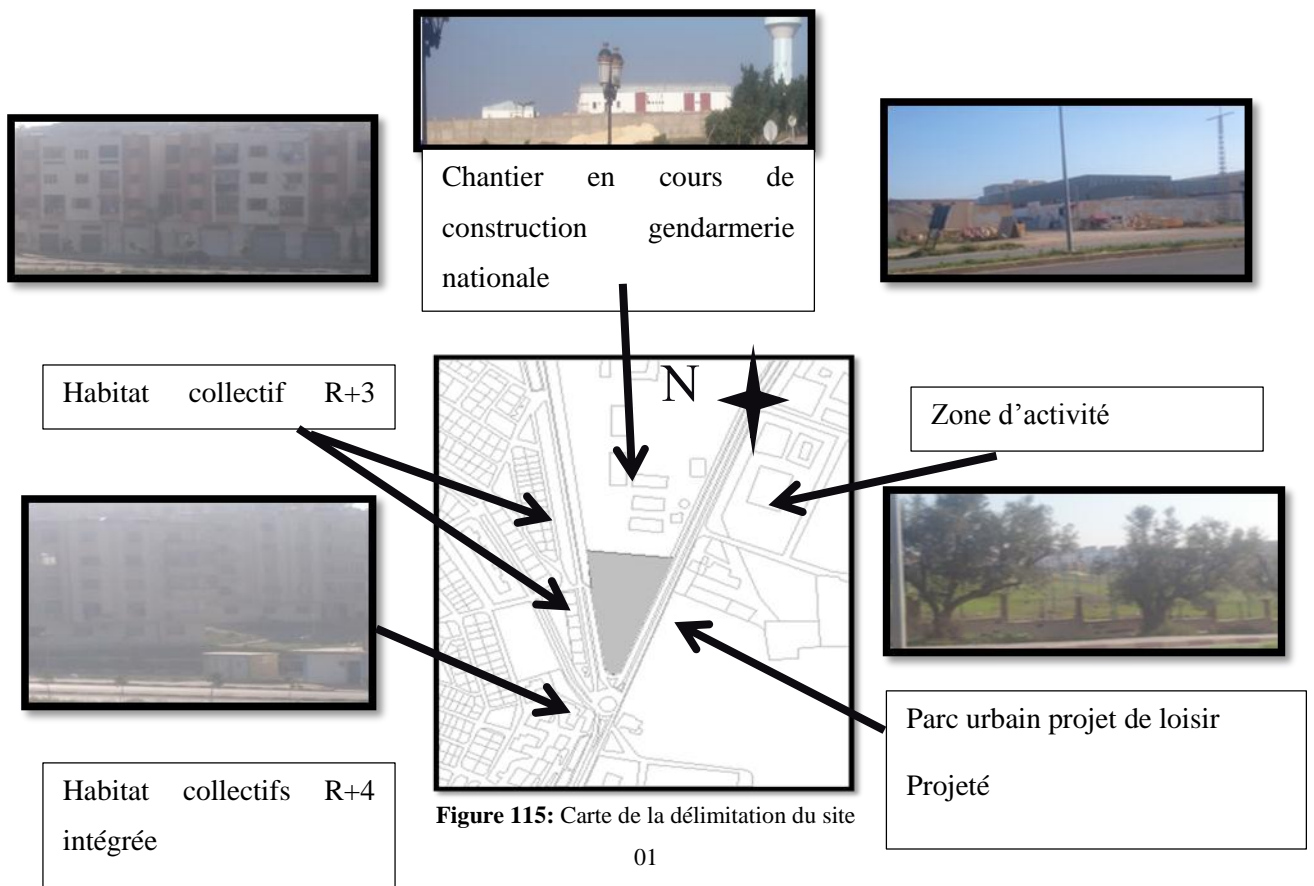 Chantier en cours de
construction gendarmerie
nationale
Habitat collectif R+3
N
Zone d'activité
Habitat collectifs R+4
intégrée
Parc urbain projet de loisir
Projeté
Figure 115: Carte de la délimitation du site
01